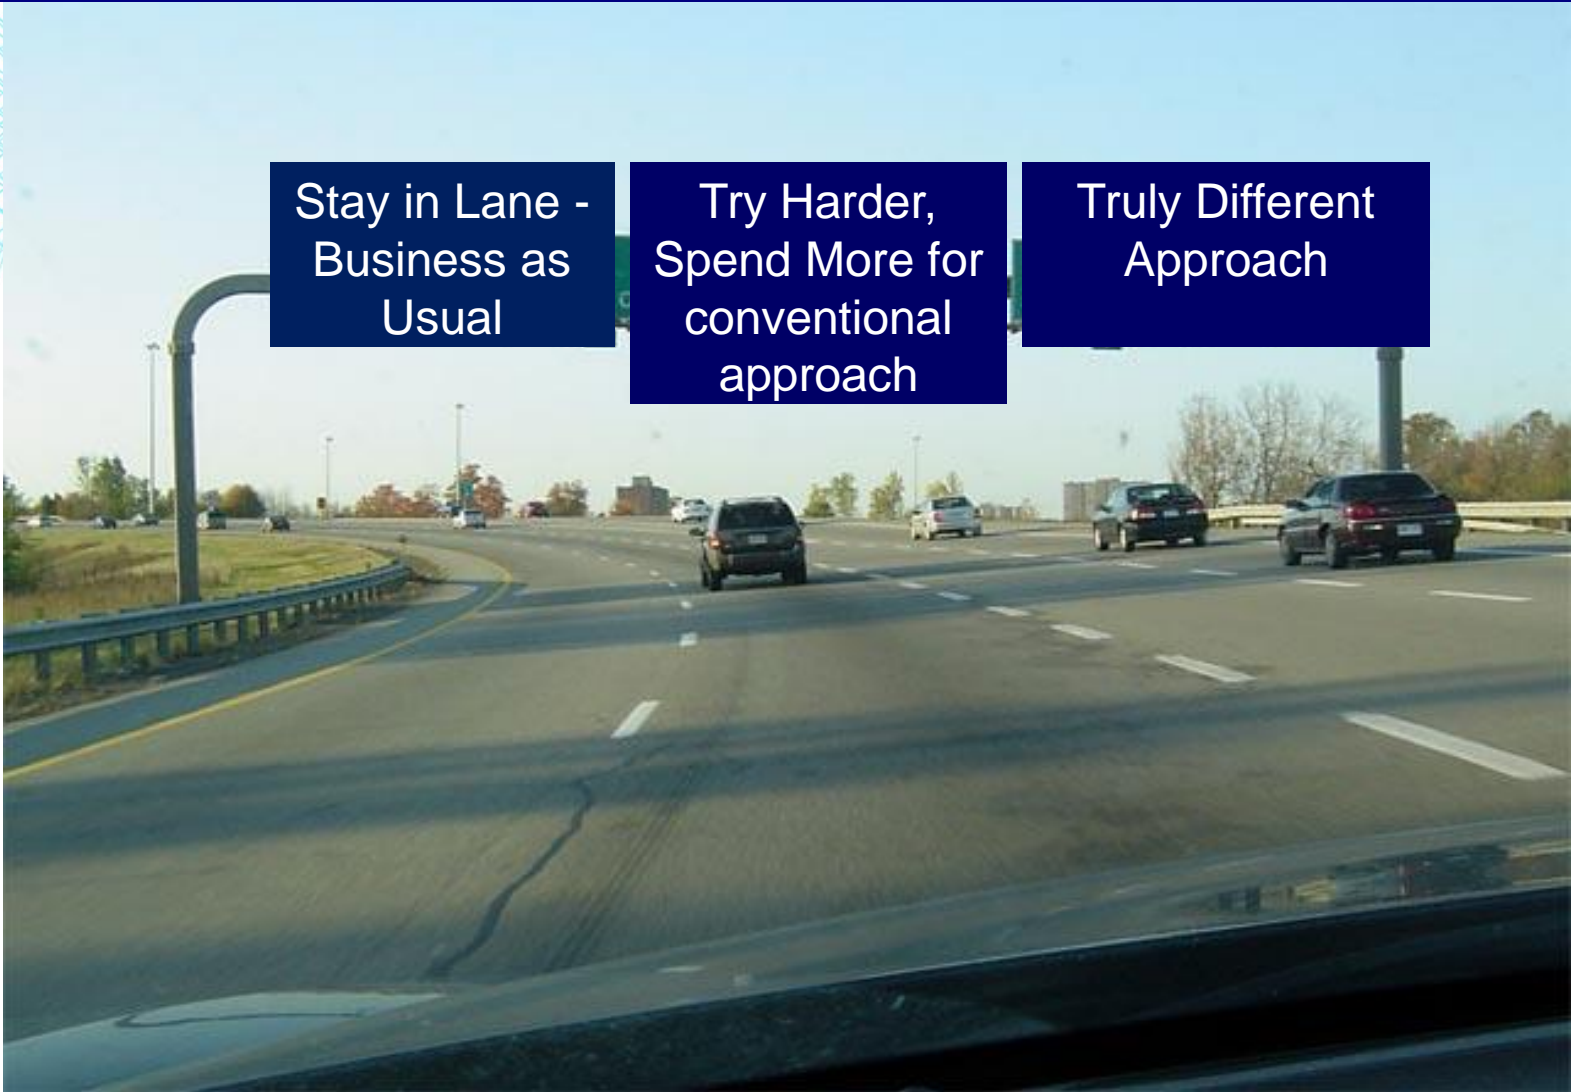 Stay in Lane -
Business as
Usual
Try Harder,
Spend More for
conventional
approach
Truly Different
Approach